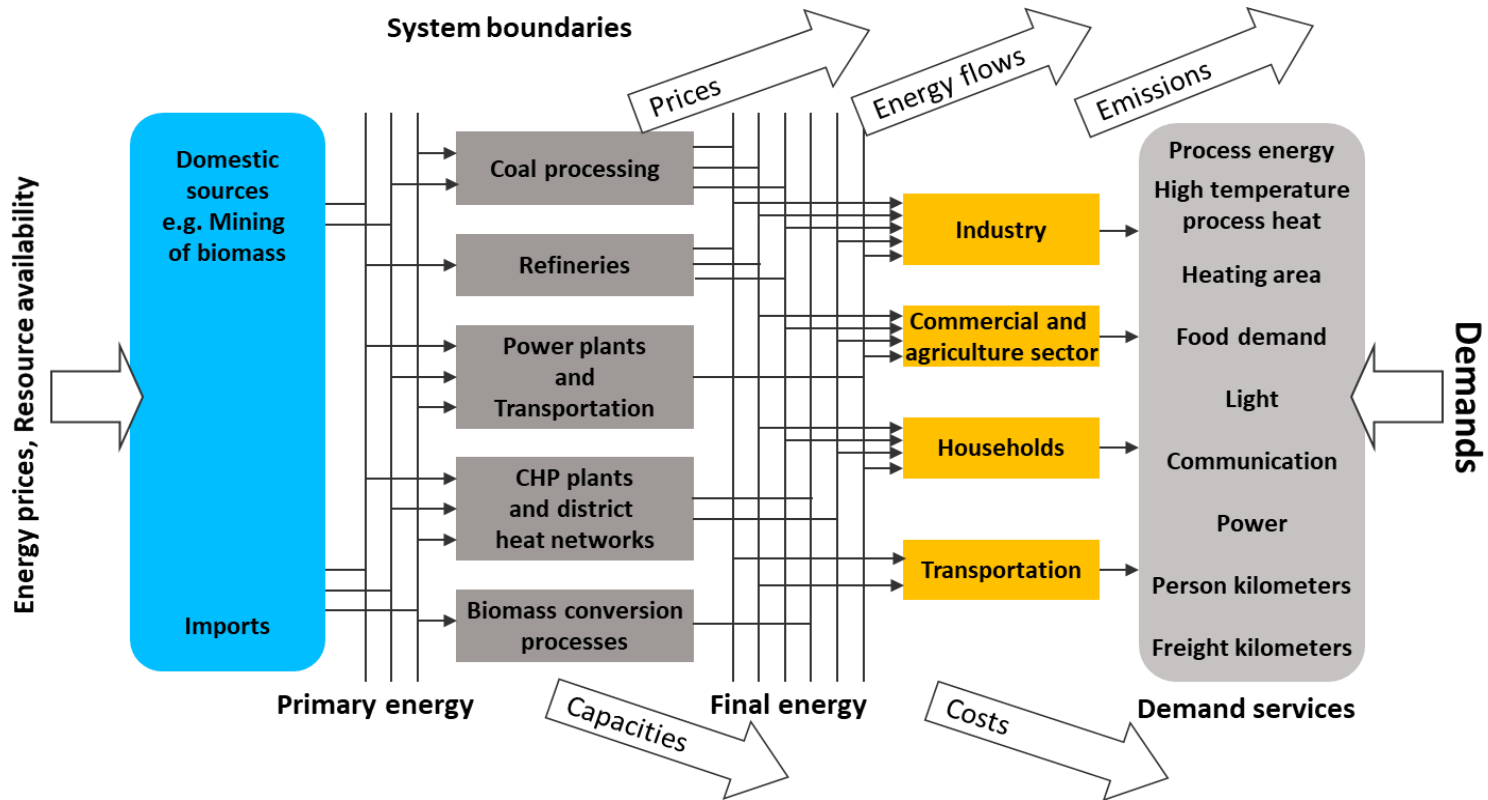 System boundaries
Prices
Energy flows
Emissions
Energy prices, Resource availability
Domestic
sources
e.g. Mining
of biomass
Imports
Coal processing
Refineries
Power plants
and
Transportation
CHP plants
and district
heat networks
Biomass conversion
processes
Industry
Commercial and
agriculture sector
Households
Transportation
Process energy
High temperature
process heat
Heating area
Food demand
Light
Communication
Power
Person kilometers
Freight kilometers
Demands
Primary energy
Final energy
Demand services
Capacities
Costs